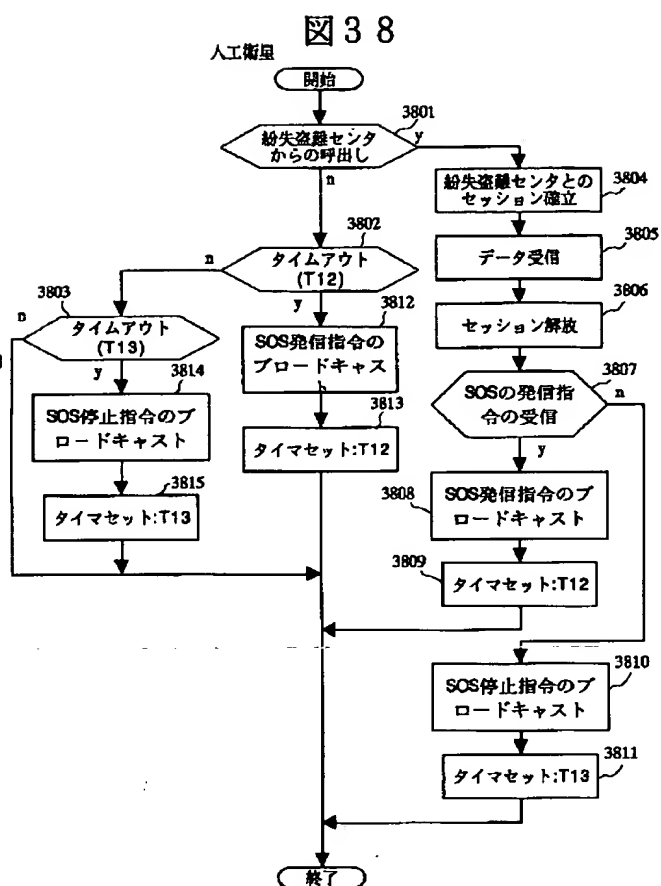 図38
人工衛星
開始
3801
紛失盗難センタ
からの呼出し
y
n
紛失盗難センタとの
セッション確立
3804
3802
タイムアウト
(T12)
n
y
データ受信
3805
3803
n
タイムアウト
(T13)
y
3812
SOS発信指令の
ブロードキャス
3806
セッション解放
3814
SOS停止指令のブ
ロードキャスト
3813
タイマセット:T12
3807
SOSの発信指
令の受信
n
y
3815
タイマセット:T13
3808
SOS発信指令のブ
ロードキャスト
3809
タイマセット:T12
3810
SOS停止指令のブ
ロードキャスト
3811
タイマセット:T13
終了